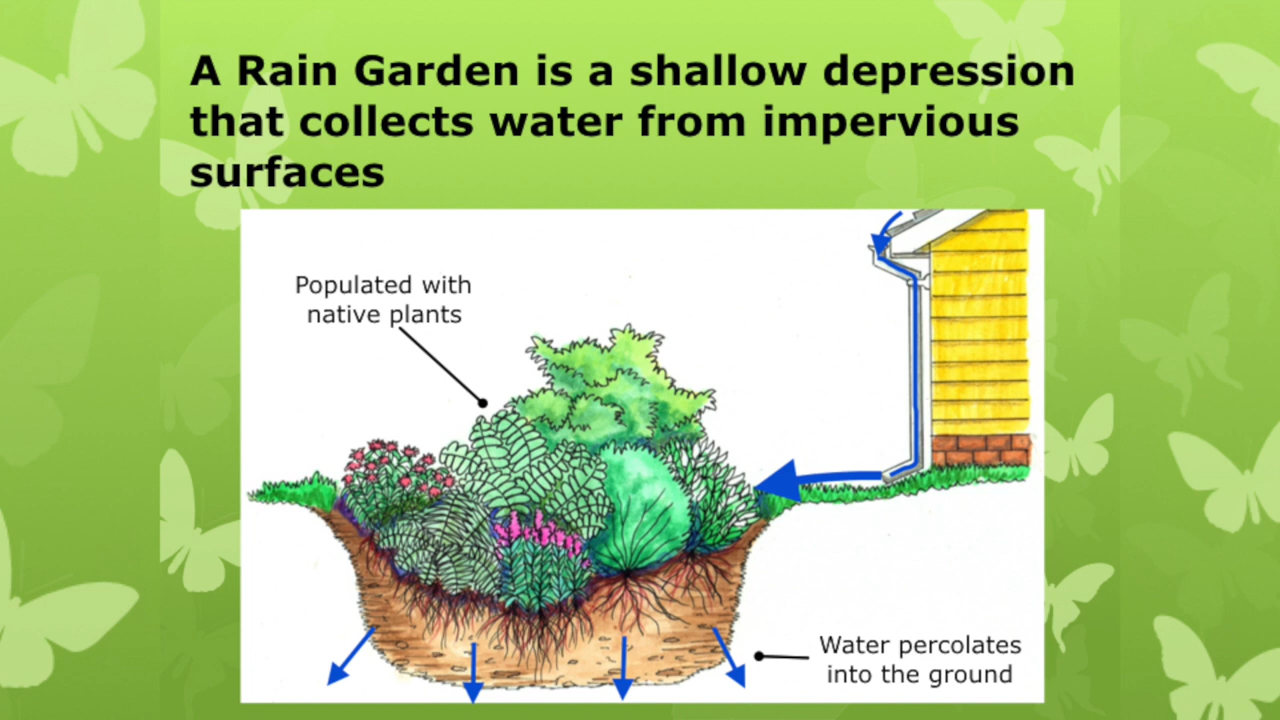 A Rain Garden is a shallow depression
that collects water from impervious
surfaces
Populated with
native plants
Water percolates
into the ground